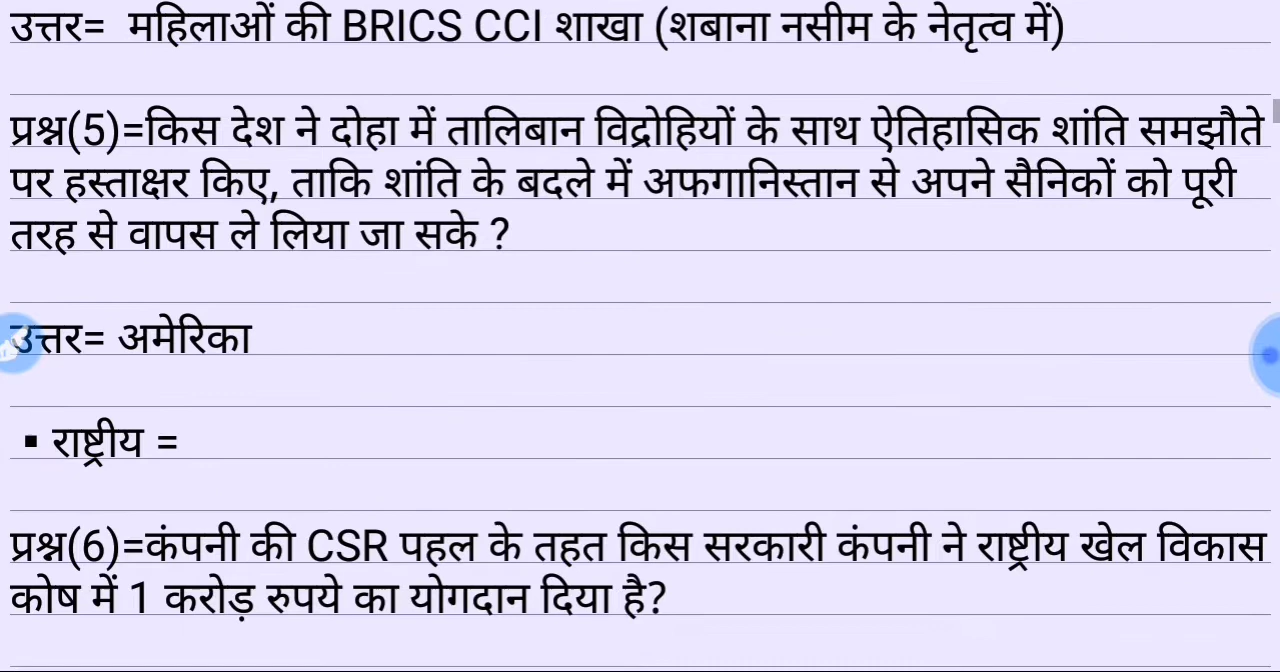 उत्तर= महिलाओं की BRICS CCI शाखा (शबाना नसीम के नेतृत्व में)
प्रश्न(5)=किस देश ने दोहा में तालिबान विद्रोहियों के साथ ऐतिहासिक शांति समझौते
पर हस्ताक्षर किए, ताकि शांति के बदले में अफगानिस्तान से अपने सैनिकों को पूरी
तरह से वापस ले लिया जा सके ?
उत्तर= अमेरिका
▪ राष्ट्रीय =
प्रश्न(6)=कंपनी की CSR पहल के तहत किस सरकारी कंपनी ने राष्ट्रीय खेल विकास
कोष में 1 करोड़ रुपये का योगदान दिया है?